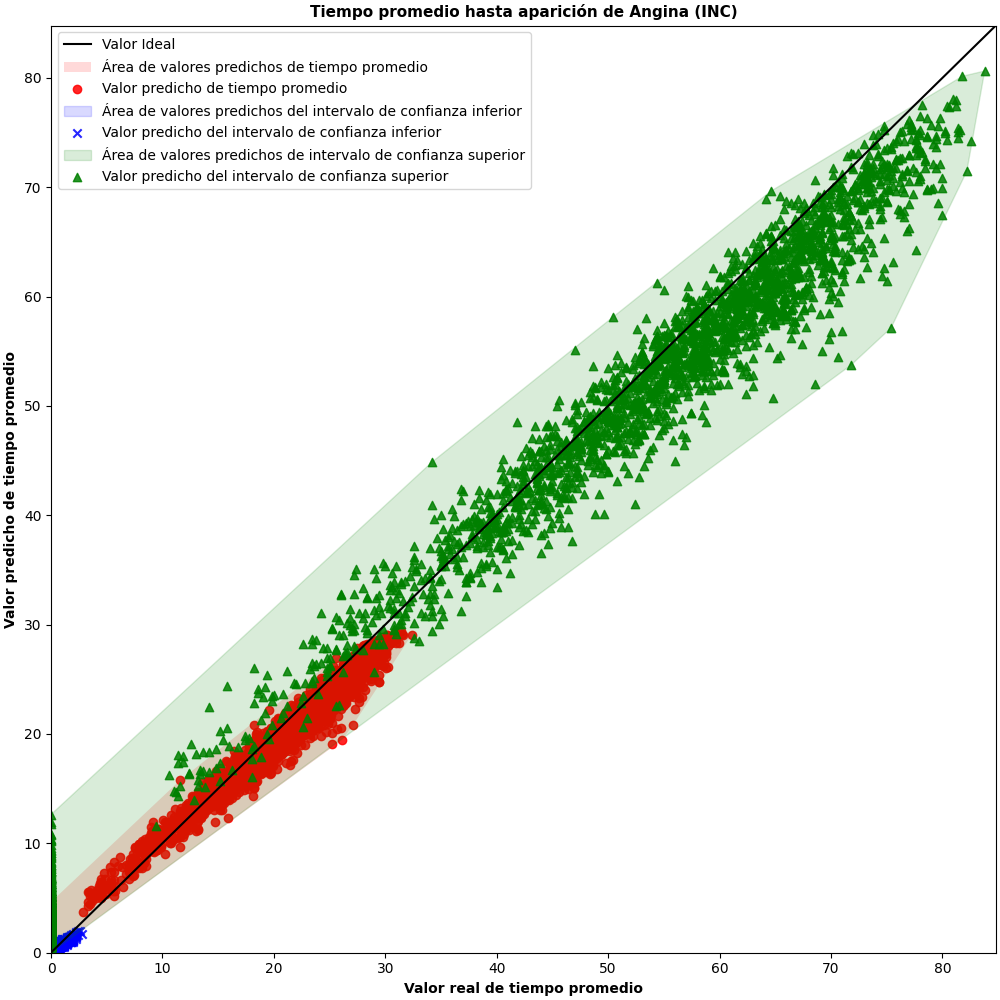 Tiempo promedio hasta aparición de Angina (INC)
Valor Ideal
Área de valores predichos de tiempo promedio
Valor predicho de tiempo promedio
Área de valores predichos del intervalo de confianza inferior
Valor predicho del intervalo de confianza inferior
Área de valores predichos de intervalo de confianza superior
Valor predicho del intervalo de confianza superior
Valor predicho de tiempo promedio
80
70
60
50
40
30
20
10
0
0 10 20 30 40 50 60 70 80
Valor real de tiempo promedio